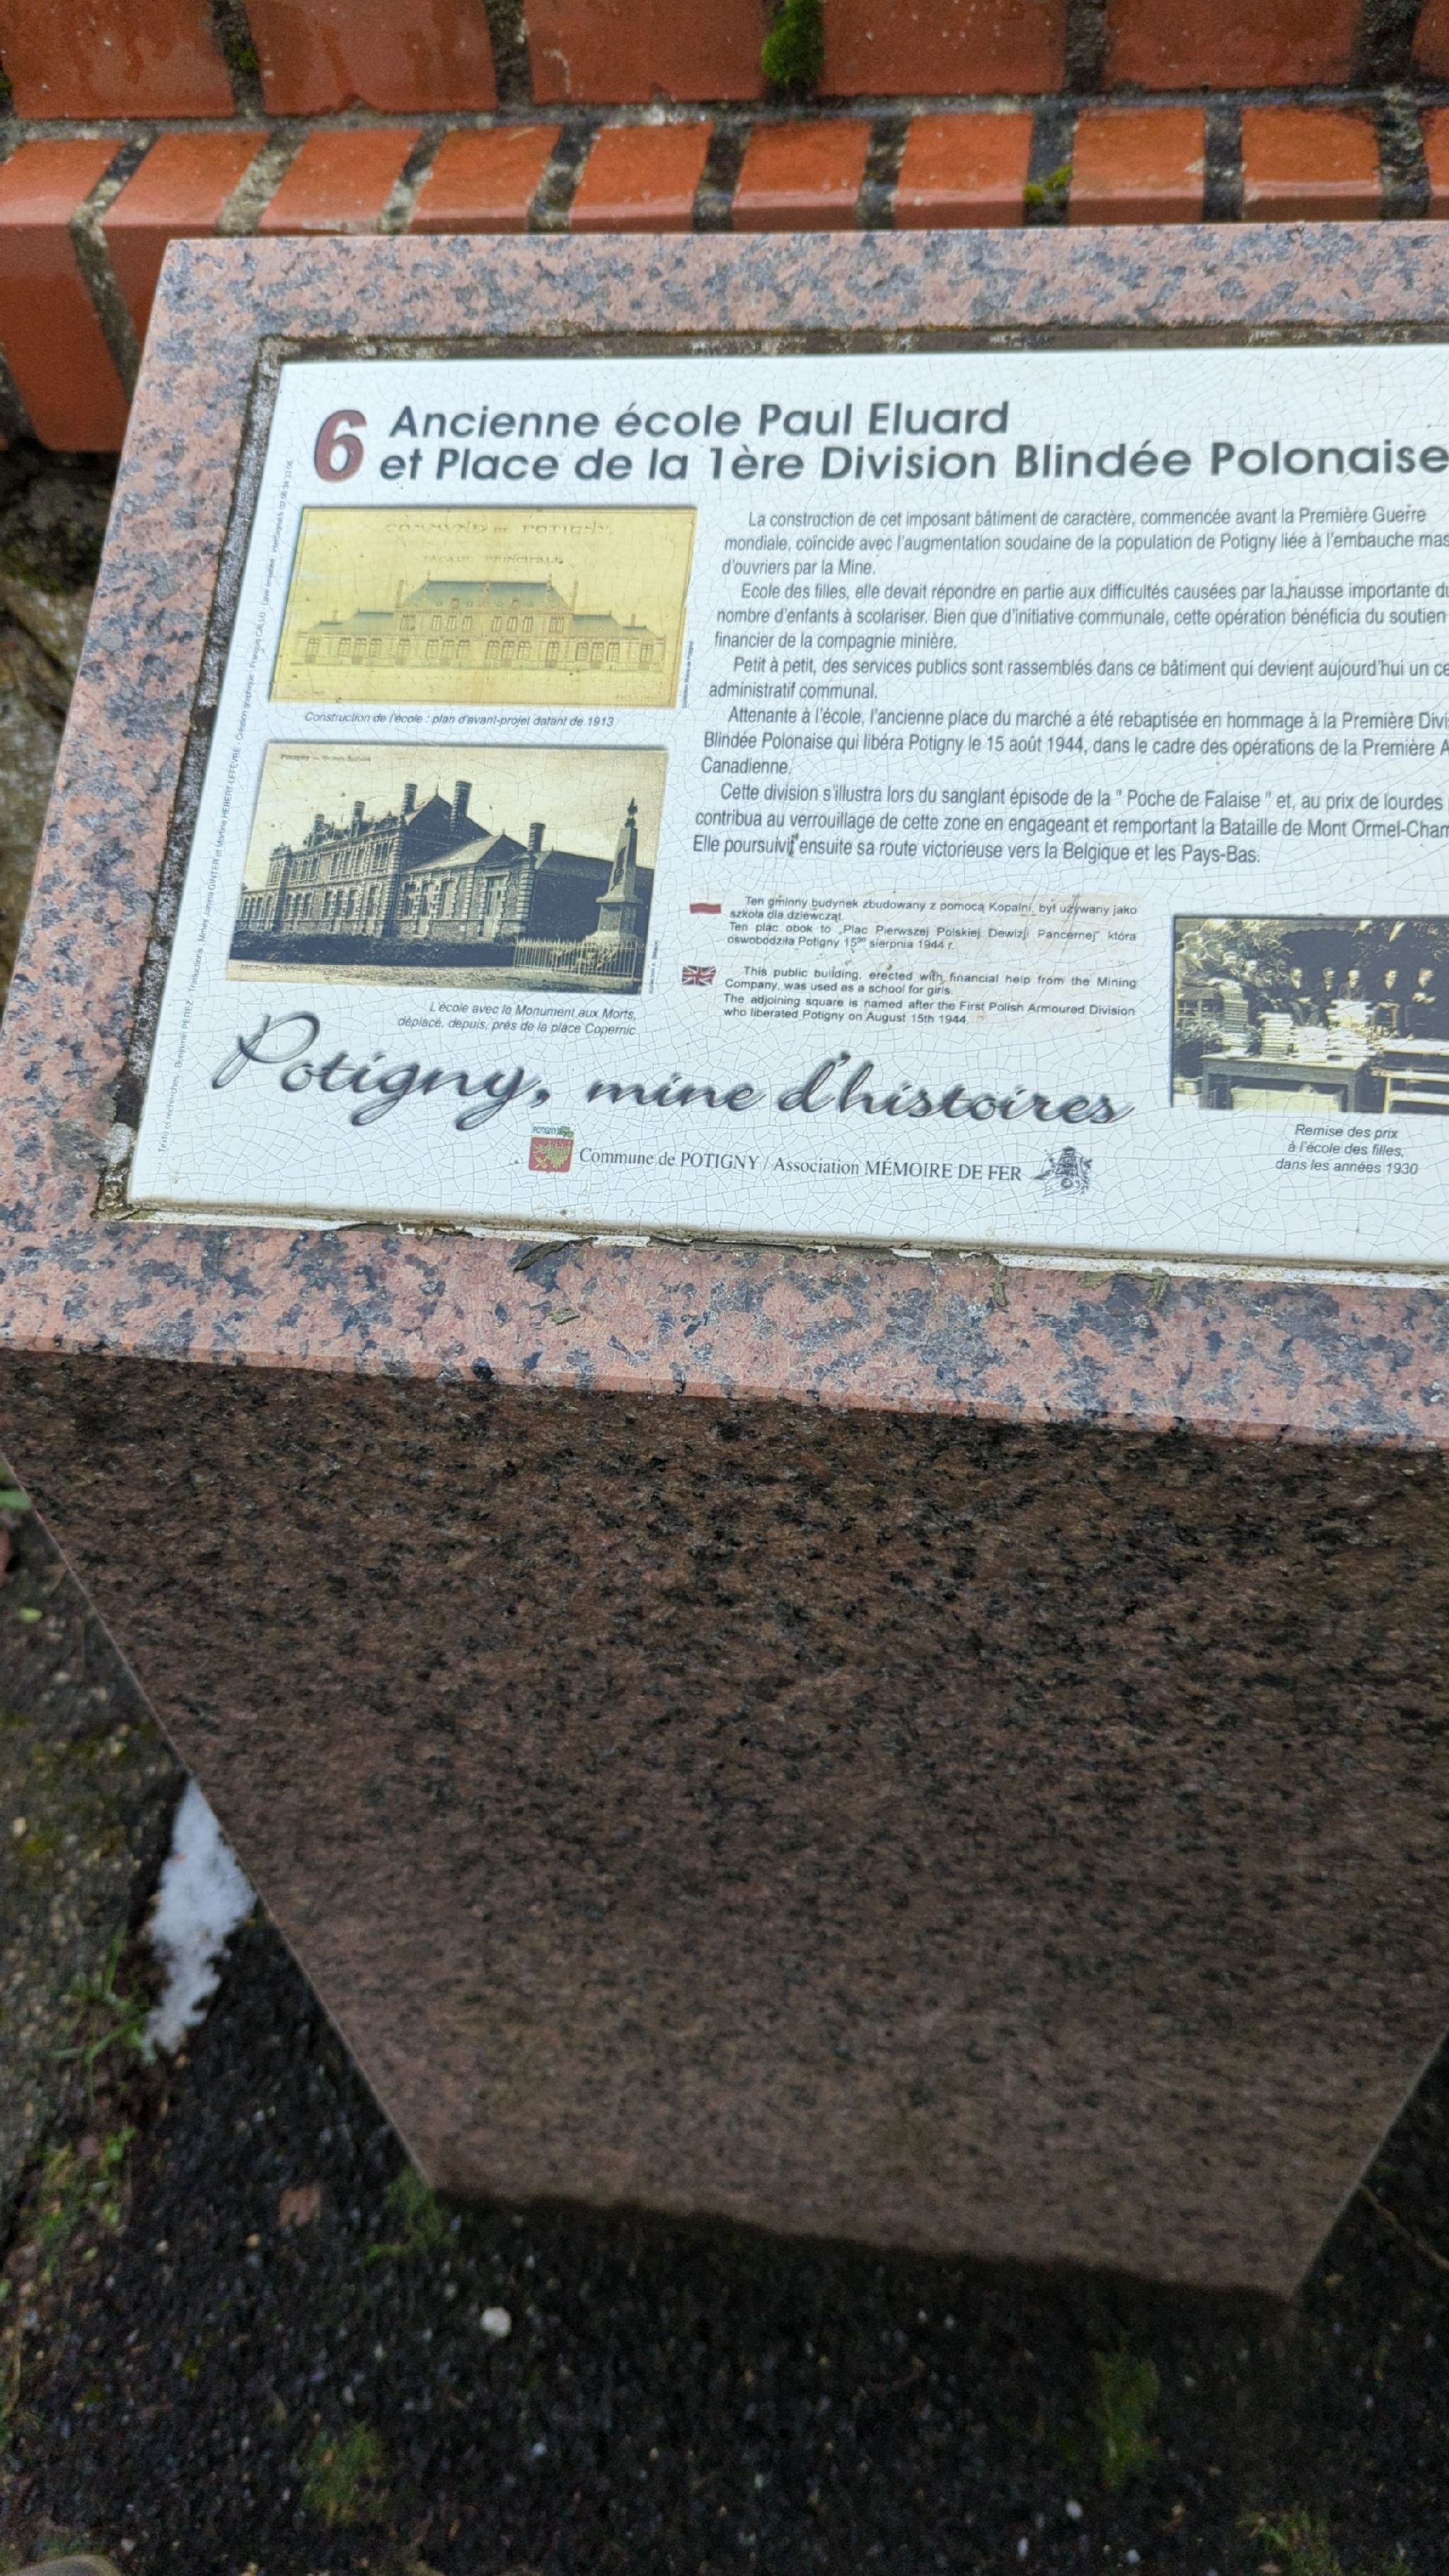 6 Ancienne école Paul Eluard
et Place de la 1ère Division Blindée Polonaise
COMMUNE DE POTIGNY
FAÇADE PRINCIPALE
Construction de l'école : plan d'avant-projet datant de 1913
La construction de cet imposant bâtiment de caractère, commencée avant la Première Guerre
mondiale, coïncide avec l'augmentation soudaine de la population de Potigny liée à l'embauche mas
d'ouvriers par la Mine.
Ecole des filles, elle devait répondre en partie aux difficultés causées par la hausse importante du
nombre d'enfants à scolariser. Bien que d'initiative communale, cette opération bénéficia du soutien
financier de la compagnie minière.
Petit à petit, des services publics sont rassemblés dans ce bâtiment qui devient aujourd'hui un ce
administratif communal.
Attenante à l'école, l'ancienne place du marché a été rebaptisée en hommage à la Première Divi
Blindée Polonaise qui libéra Potigny le 15 août 1944, dans le cadre des opérations de la Première A
Canadienne.
Cette division s'illustra lors du sanglant épisode de la " Poche de Falaise " et, au prix de lourdes
contribua au verrouillage de cette zone en engageant et remportant la Bataille de Mont Ormel-Cham
Elle poursuivit ensuite sa route victorieuse vers la Belgique et les Pays-Bas.
L'école avec le Monument aux Morts,
déplacé, depuis, près de la place Copernic
Ten gminny budynek zbudowany z pomocą Kopalni, był używany jako
szkoła dla dziewcząt.
Ten plac obok to „Plac Pierwszej Polskiej Dewizji Pancernej" która
oswobodziła Potigny 15go sierpnia 1944 r.
This public building, erected with financial help from the Mining
Company, was used as a school for girls.
The adjoining square is named after the First Polish Armoured Division
who liberated Potigny on August 15th 1944.
Remise des prix
à l'école des filles,
dans les années 1930
Potigny, mine d'histoires
POTIGNY
Commune de POTIGNY / Association MÉMOIRE DE FER